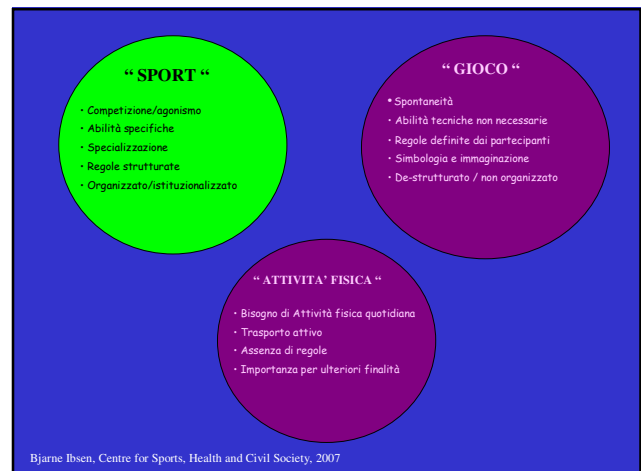 “ SPORT “
• Competizione/agonismo
• Abilità specifiche
• Specializzazione
• Regole strutturate
• Organizzato/istituzionalizzato
“ GIOCO “
• Spontaneità
• Abilità tecniche non necessarie
• Regole definite dai partecipanti
• Simbologia e immaginazione
• De-strutturato / non organizzato
“ ATTIVITA’ FISICA “
• Bisogno di Attività fisica quotidiana
• Trasporto attivo
• Assenza di regole
• Importanza per ulteriori finalità
Bjarne Ibsen, Centre for Sports, Health and Civil Society, 2007